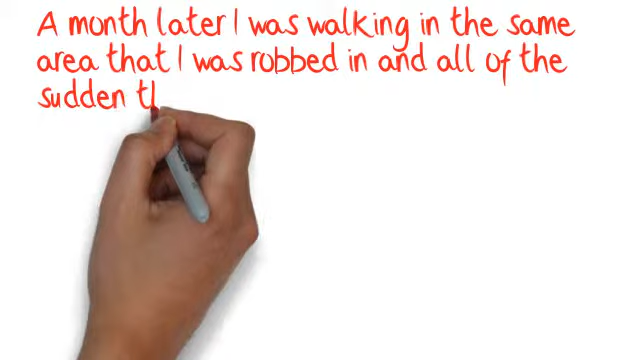 A month later I was walking in the same
area that I was robbed in and all of the
sudden t